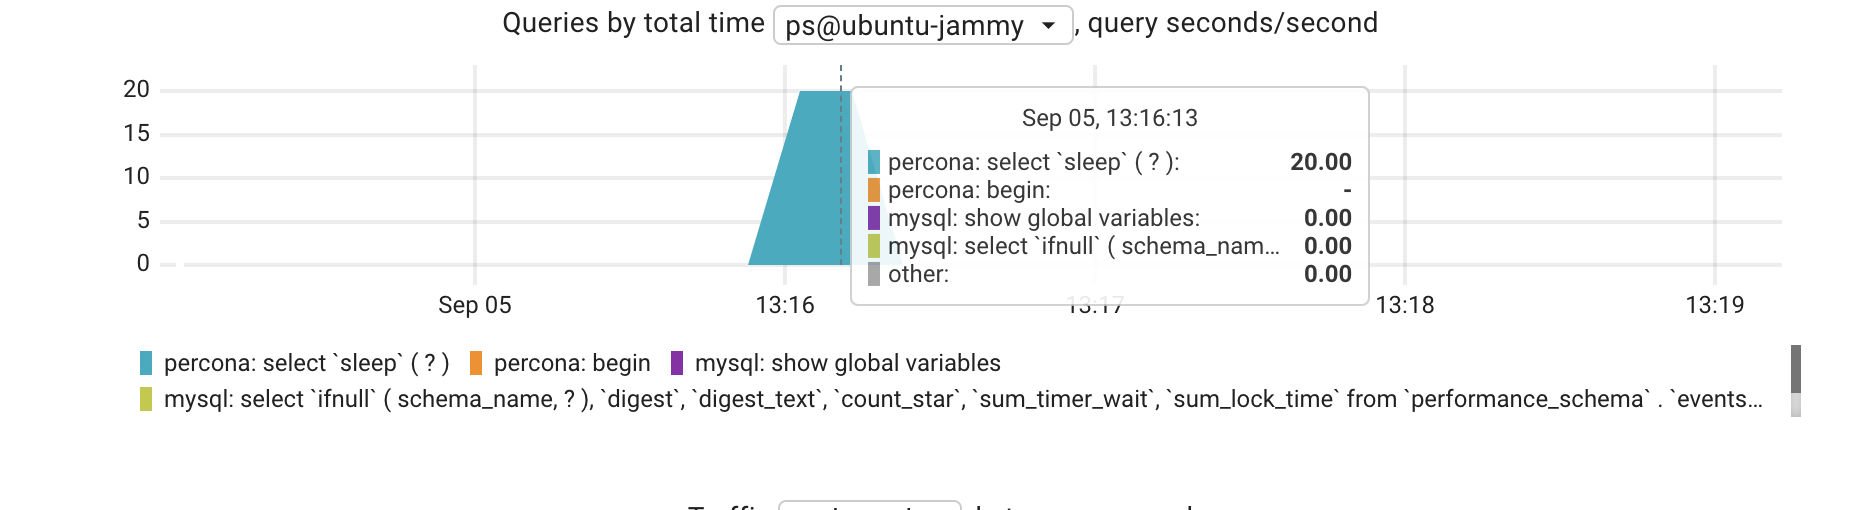 Queries by total time ps@ubuntu-jammy , query seconds/second
20
15
10
5
0
Sep 05 13:16 13:17 13:18 13:19
Sep 05, 13:16:13
percona: select `sleep` ( ? ): 20.00
percona: begin: -
mysql: show global variables: 0.00
mysql: select `ifnull` ( schema_nam... 0.00
other: 0.00
percona: select `sleep` ( ? ) percona: begin mysql: show global variables
mysql: select `ifnull` ( schema_name, ? ), `digest`, `digest_text`, `count_star`, `sum_timer_wait`, `sum_lock_time` from `performance_schema` . `events...